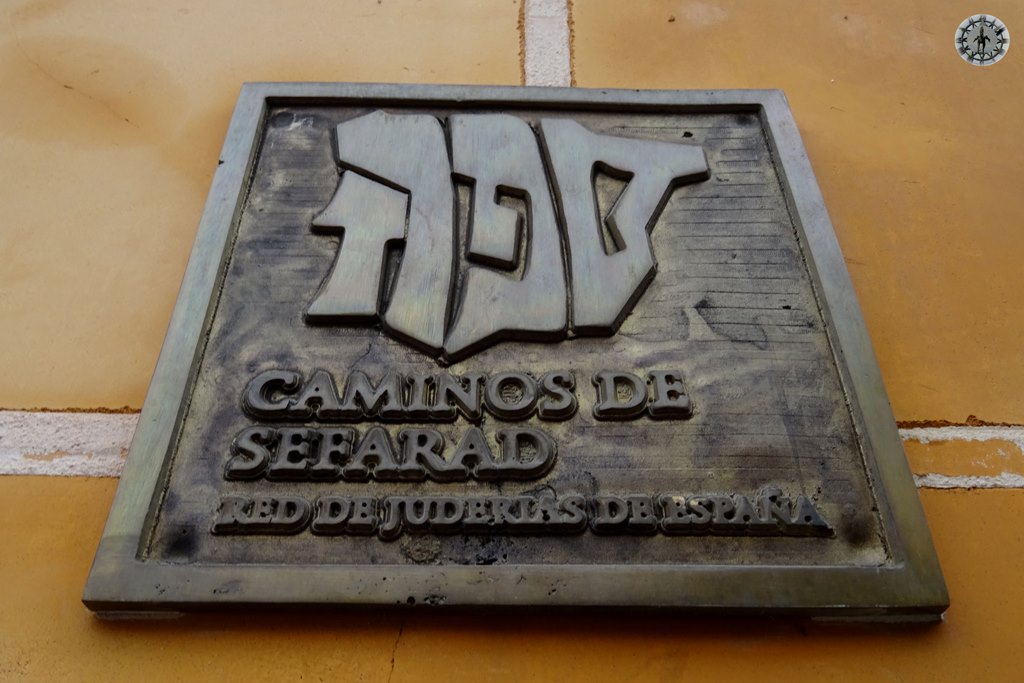 ספרד
CAMINOS DE
SEFARAD
RED DE JUDERÍAS DE ESPAÑA